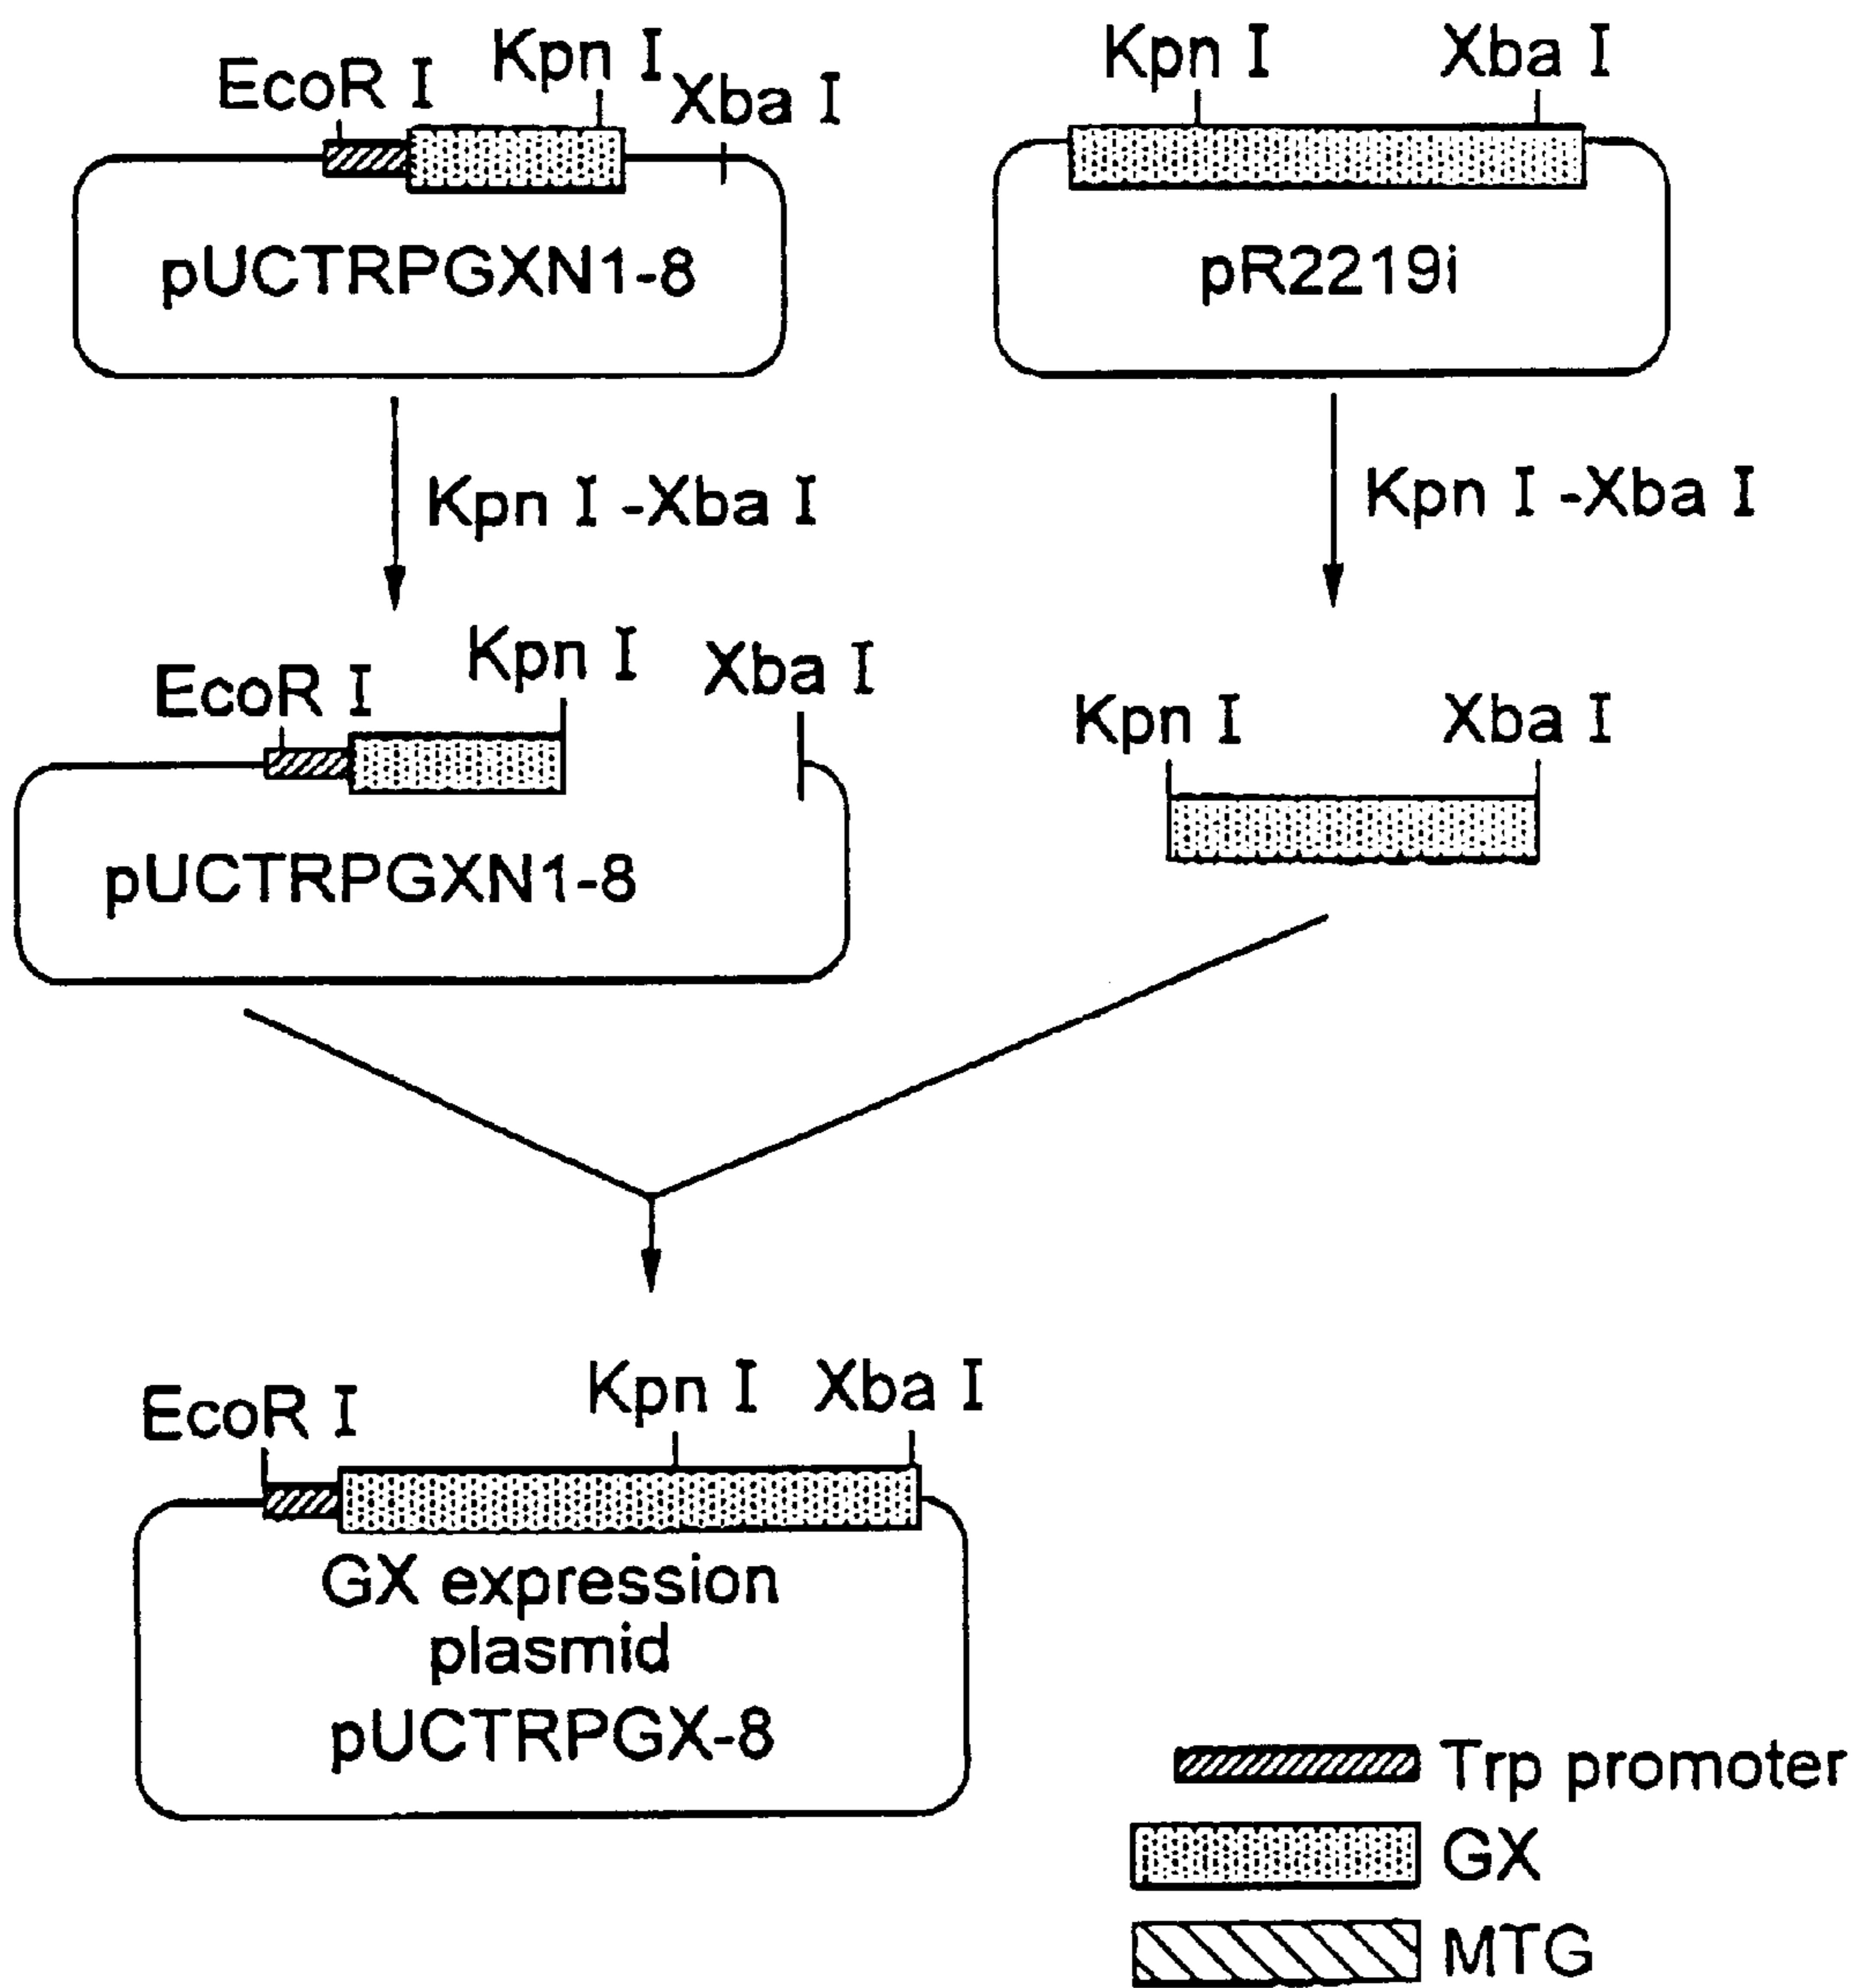 EcoR I
Kpn I
Xba I
pUCTRPGXN1-8
Kpn I
Xba I
pR2219i
Kpn I -Xba I
Kpn I -Xba I
EcoR I
Kpn I
Xba I
pUCTRPGXN1-8
Kpn I
Xba I
EcoR I
Kpn I
Xba I
GX expression
plasmid
pUCTRPGX-8
Trp promoter
GX
MTG